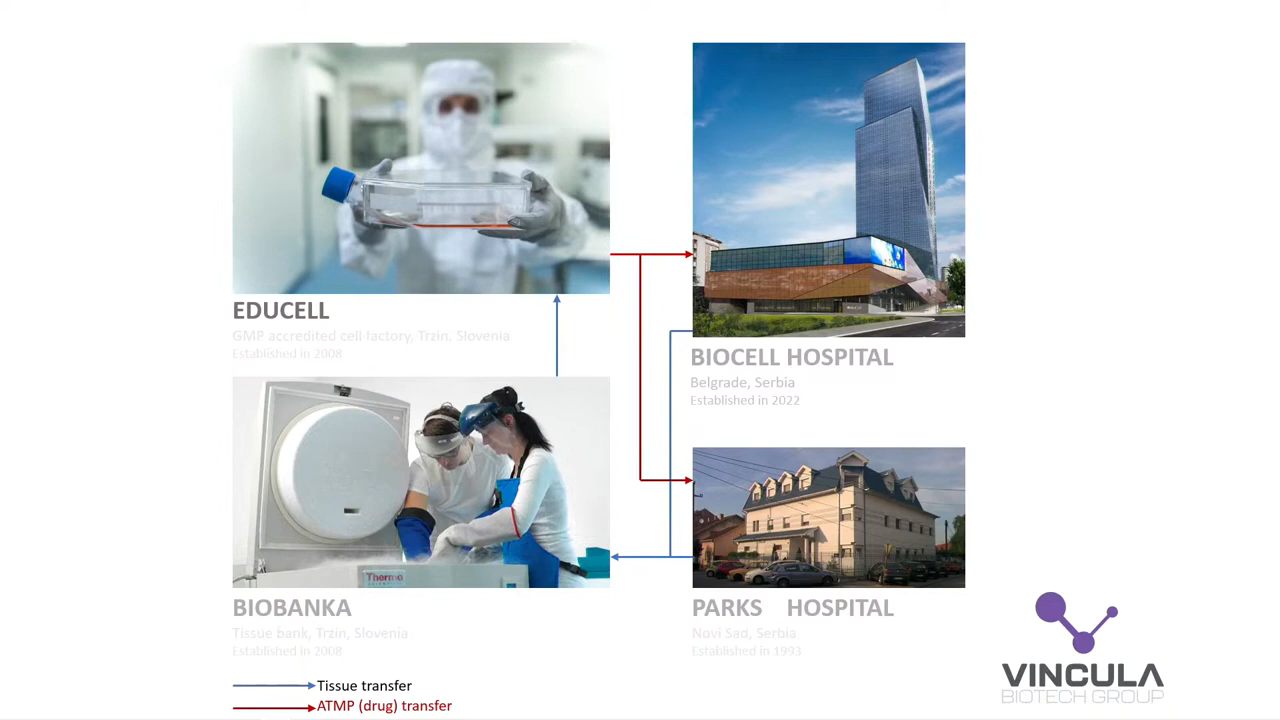 EDUCELL
GMP accredited cell factory, Trzin, Slovenia
Established in 2008
BIOCELL HOSPITAL
Belgrade, Serbia
Established in 2022
Thermo
BIOBANKA
Tissue bank, Trzin, Slovenia
Established in 2008
PARKS HOSPITAL
Novi Sad, Serbia
Established in 1993
Tissue transfer
ATMP (drug) transfer
VINCULA
BIOTECH GROUP